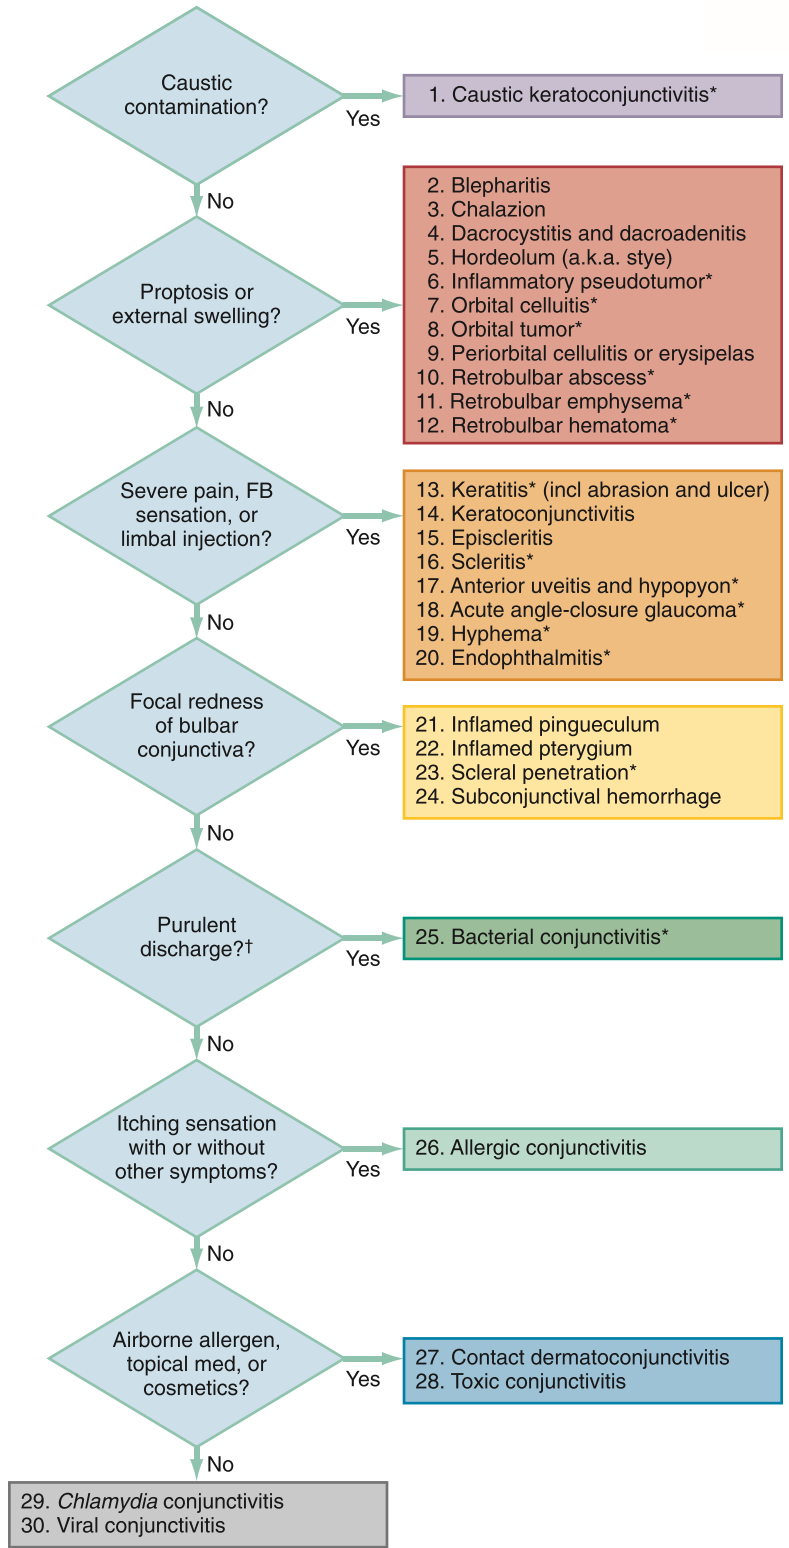 Caustic
contamination?
Yes
1. Caustic keratoconjunctivitis*
No
Proptosis or
external swelling?
Yes
2. Blepharitis
3. Chalazion
4. Dacrocystitis and dacroadenitis
5. Hordeolum (a.k.a. stye)
6. Inflammatory pseudotumor*
7. Orbital celluitis*
8. Orbital tumor*
9. Periorbital cellulitis or erysipelas
10. Retrobulbar abscess*
11. Retrobulbar emphysema*
12. Retrobulbar hematoma*
No
Severe pain, FB
sensation, or
limbal injection?
Yes
13. Keratitis* (incl abrasion and ulcer)
14. Keratoconjunctivitis
15. Episcleritis
16. Scleritis*
17. Anterior uveitis and hypopyon*
18. Acute angle-closure glaucoma*
19. Hyphema*
20. Endophthalmitis*
No
Focal redness
of bulbar
conjunctiva?
Yes
21. Inflamed pingueculum
22. Inflamed pterygium
23. Scleral penetration*
24. Subconjunctival hemorrhage
No
Purulent
discharge?†
Yes
25. Bacterial conjunctivitis*
No
Itching sensation
with or without
other symptoms?
Yes
26. Allergic conjunctivitis
No
Airborne allergen,
topical med, or
cosmetics?
Yes
27. Contact dermatoconjunctivitis
28. Toxic conjunctivitis
No
29. Chlamydia conjunctivitis
30. Viral conjunctivitis